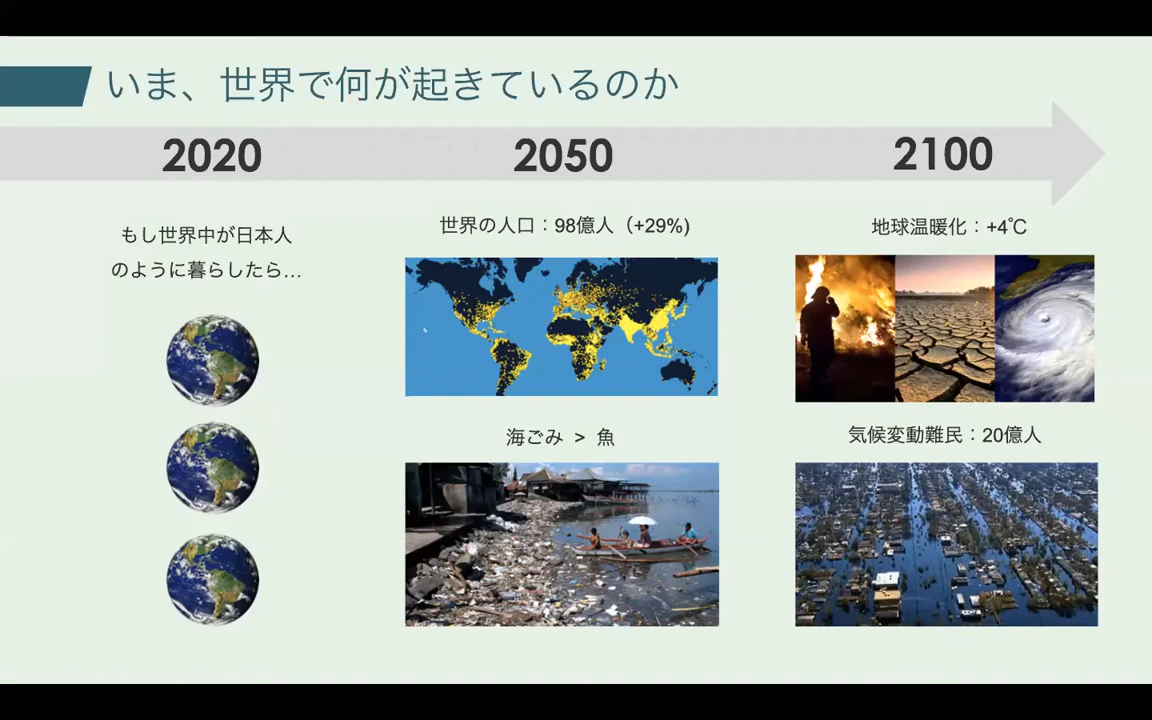 いま、世界で何が起きているのか
2020
2050
2100
もし世界中が日本人
のように暮らしたら…
世界の人口：98億人（+29%)
海ごみ > 魚
地球温暖化：+4℃
気候変動難民：20億人